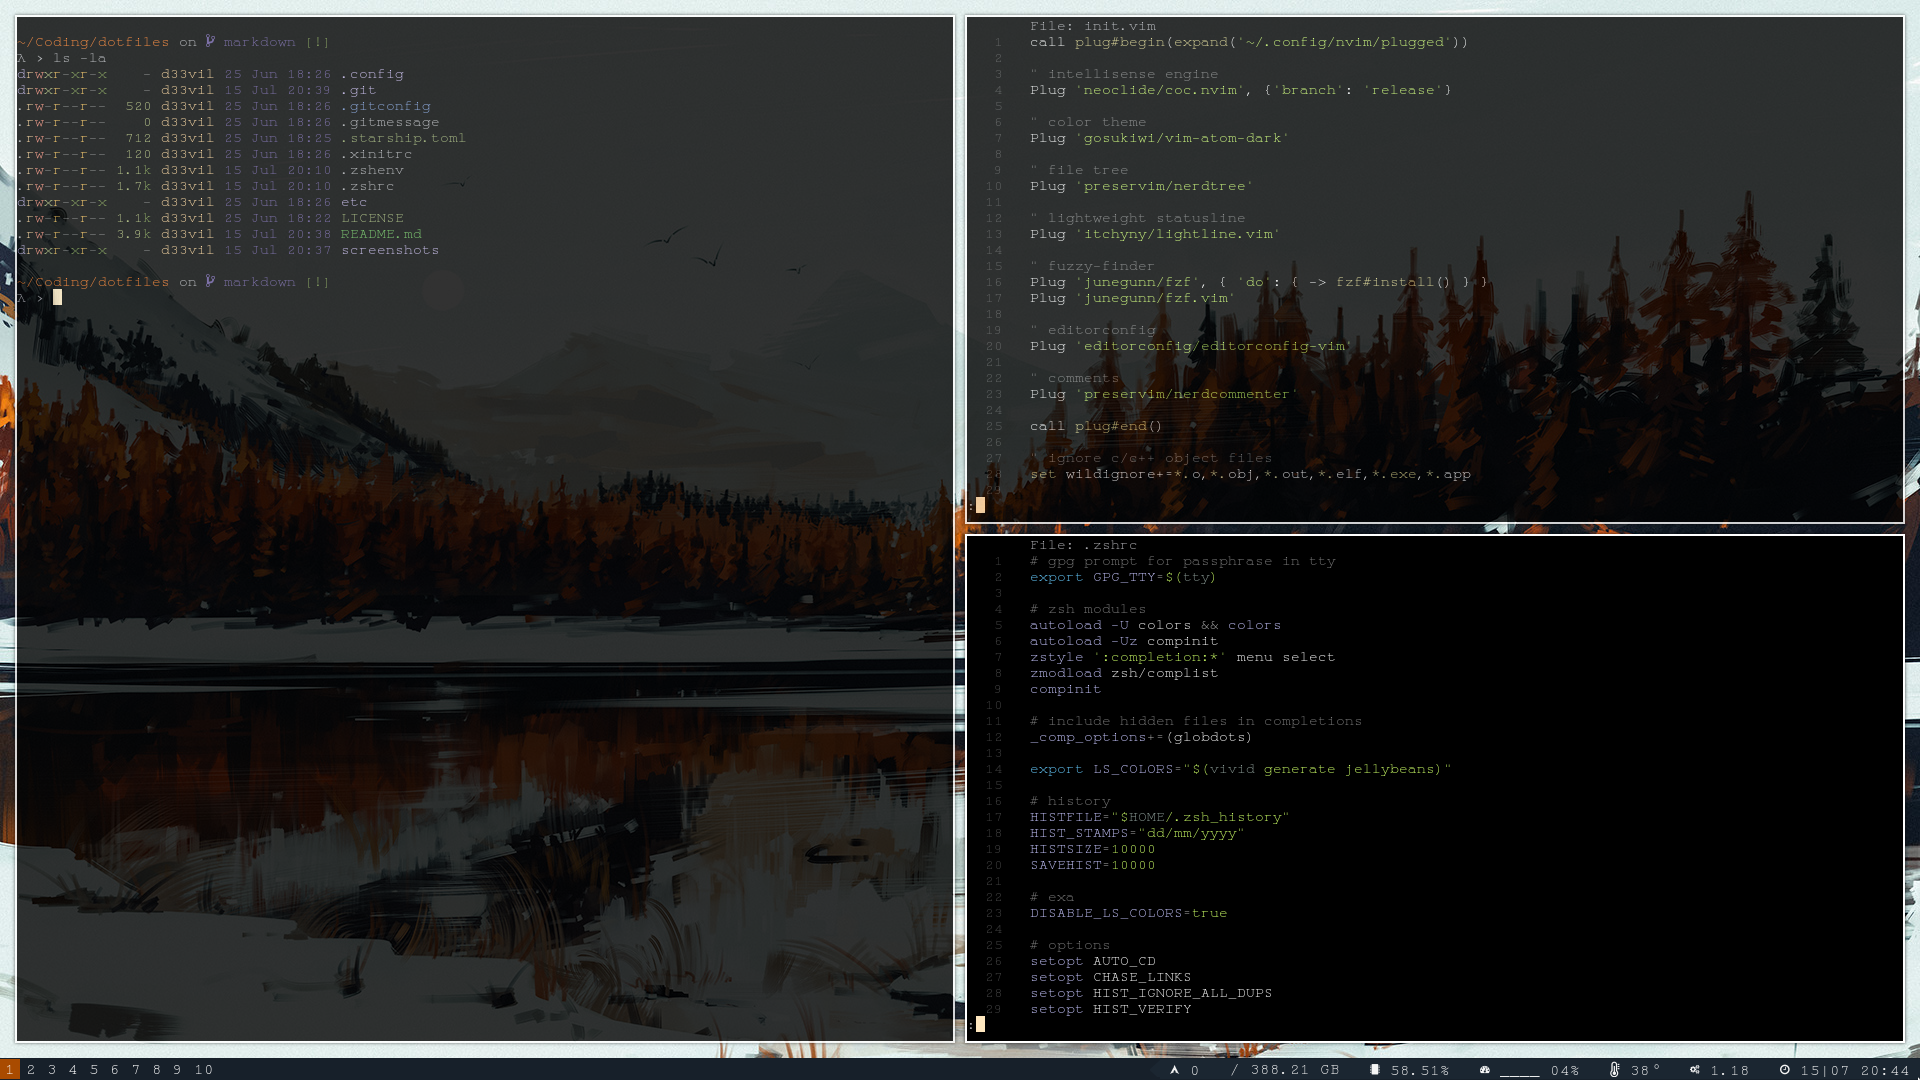 ~/Coding/dotfiles on markdown [!]
λ > ls -la
drwxr-xr-x    - d33vil 25 Jun 18:26 .config
drwxr-xr-x    - d33vil 15 Jul 20:39 .git
.rw-r--r--  520 d33vil 25 Jun 18:26 .gitconfig
.rw-r--r--    0 d33vil 25 Jun 18:26 .gitmessage
.rw-r--r--  712 d33vil 25 Jun 18:25 .starship.toml
.rw-r--r--  120 d33vil 25 Jun 18:26 .xinitrc
.rw-r--r-- 1.1k d33vil 15 Jul 20:10 .zshenv
.rw-r--r-- 1.7k d33vil 15 Jul 20:10 .zshrc
drwxr-xr-x    - d33vil 25 Jun 18:26 etc
.rw-r--r-- 1.1k d33vil 25 Jun 18:22 LICENSE
.rw-r--r-- 3.9k d33vil 15 Jul 20:38 README.md
drwxr-xr-x    - d33vil 15 Jul 20:37 screenshots
~/Coding/dotfiles on markdown [!]
λ >
File: init.vim
1 call plug#begin(expand('~/.config/nvim/plugged'))
2
3 " intellisense engine
4 Plug 'neoclide/coc.nvim', {'branch': 'release'}
5
6 " color theme
7 Plug 'gosukiwi/vim-atom-dark'
8
9 " file tree
10 Plug 'preservim/nerdtree'
11
12 " lightweight statusline
13 Plug 'itchyny/lightline.vim'
14
15 " fuzzy-finder
16 Plug 'junegunn/fzf', { 'do': { -> fzf#install() } }
17 Plug 'junegunn/fzf.vim'
18
19 " editorconfig
20 Plug 'editorconfig/editorconfig-vim'
21
22 " comments
23 Plug 'preservim/nerdcommenter'
24
25 call plug#end()
26
27 " ignore c/c++ object files
28 set wildignore+=*.o,*.obj,*.out,*.elf,*.exe,*.app
29
:
File: .zshrc
1 # gpg prompt for passphrase in tty
2 export GPG_TTY=$(tty)
3
4 # zsh modules
5 autoload -U colors && colors
6 autoload -Uz compinit
7 zstyle ':completion:*' menu select
8 zmodload zsh/complist
9 compinit
10
11 # include hidden files in completions
12 _comp_options+=(globdots)
13
14 export LS_COLORS="$(vivid generate jellybeans)"
15
16 # history
17 HISTFILE="$HOME/.zsh_history"
18 HIST_STAMPS="dd/mm/yyyy"
19 HISTSIZE=10000
20 SAVEHIST=10000
21
22 # exa
23 DISABLE_LS_COLORS=true
24
25 # options
26 setopt AUTO_CD
27 setopt CHASE_LINKS
28 setopt HIST_IGNORE_ALL_DUPS
29 setopt HIST_VERIFY
:
1 2 3 4 5 6 7 8 9 10 0 / 388.21 GB 58.51% ____ 04% 38° 1.18 15|07 20:44